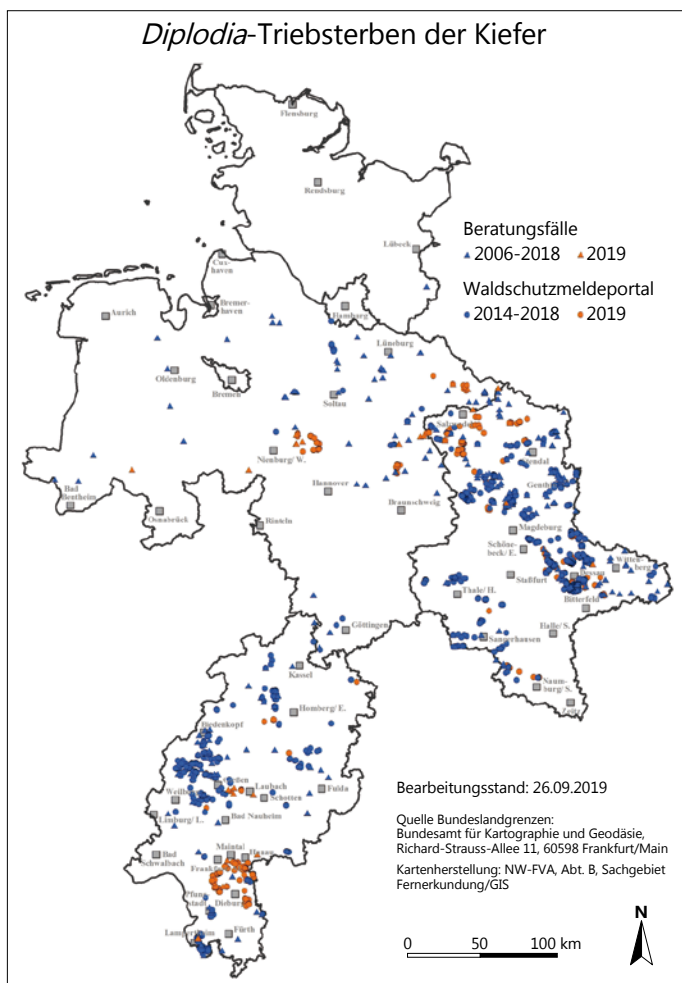 Diplodia-Triebsterben der Kiefer
Flensburg
Rendsburg
Lübeck
Beratungsfälle
2006-2018 2019
Waldschutzmeldeportal
2014-2018 2019
Cux-
haven
Bremer-
haven
Aurich
Hamburg
Lüneburg
Oldenburg
Bremen
Soltau
Salzwedel
Stendal
Nienburg/ W.
Genthin
Bad
Bentheim
Hannover
Osnabrück
Braunschweig
Rinteln
Magdeburg
Schöne-
beck/ E.
Witten-
berg
Dessau
Staßfurt
Thale/ H.
Bitterfeld
Göttingen
Halle/ S.
Sangerhausen
Kassel
Naum-
burg/ S.
Zeitz
Homberg/ E.
Biedenkopf
Gießen
Laubach
Fulda
Weilburg
Schotten
Limburg/ L.
Bad Nauheim
Bearbeitungsstand: 26.09.2019
Quelle Bundeslandgrenzen:
Bundesamt für Kartographie und Geodäsie,
Richard-Strauss-Allee 11, 60598 Frankfurt/Main
Kartenherstellung: NW-FVA, Abt. B, Sachgebiet
Fernerkundung/GIS
Maintal
Bad
Schwalbach
Hanau
Frankfurt
Pfung-
stadt
Dieburg
Lampertheim
Fürth
N
0 50 100 km